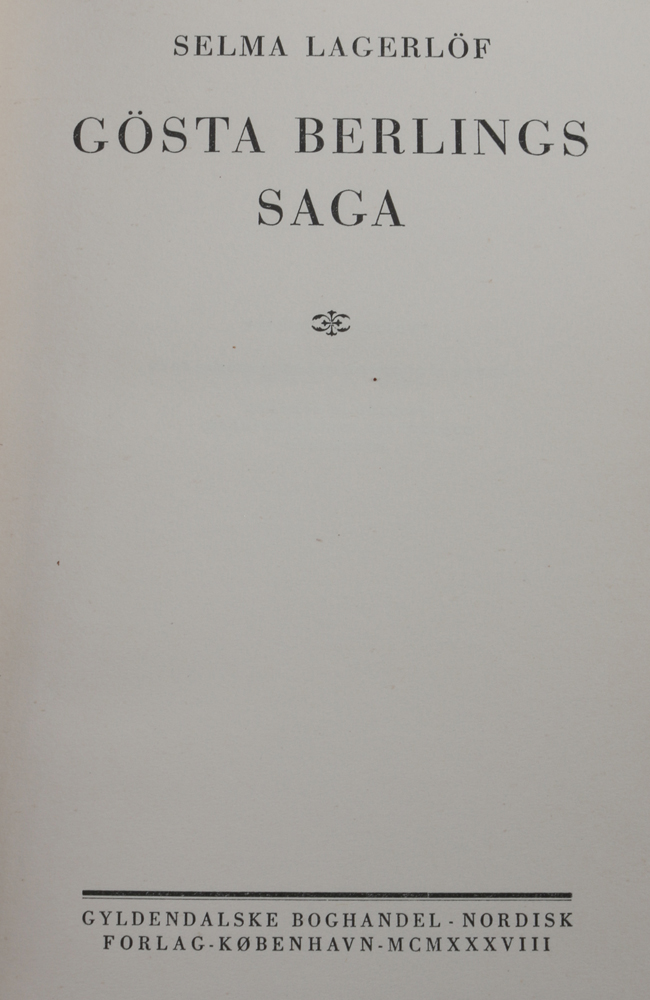 SELMA LAGERLÖF
GÖSTA BERLINGS
SAGA
GYLDENDALSKE BOGHANDEL - NORDISK
FORLAG - KØBENHAVN - MCMXXXVIII